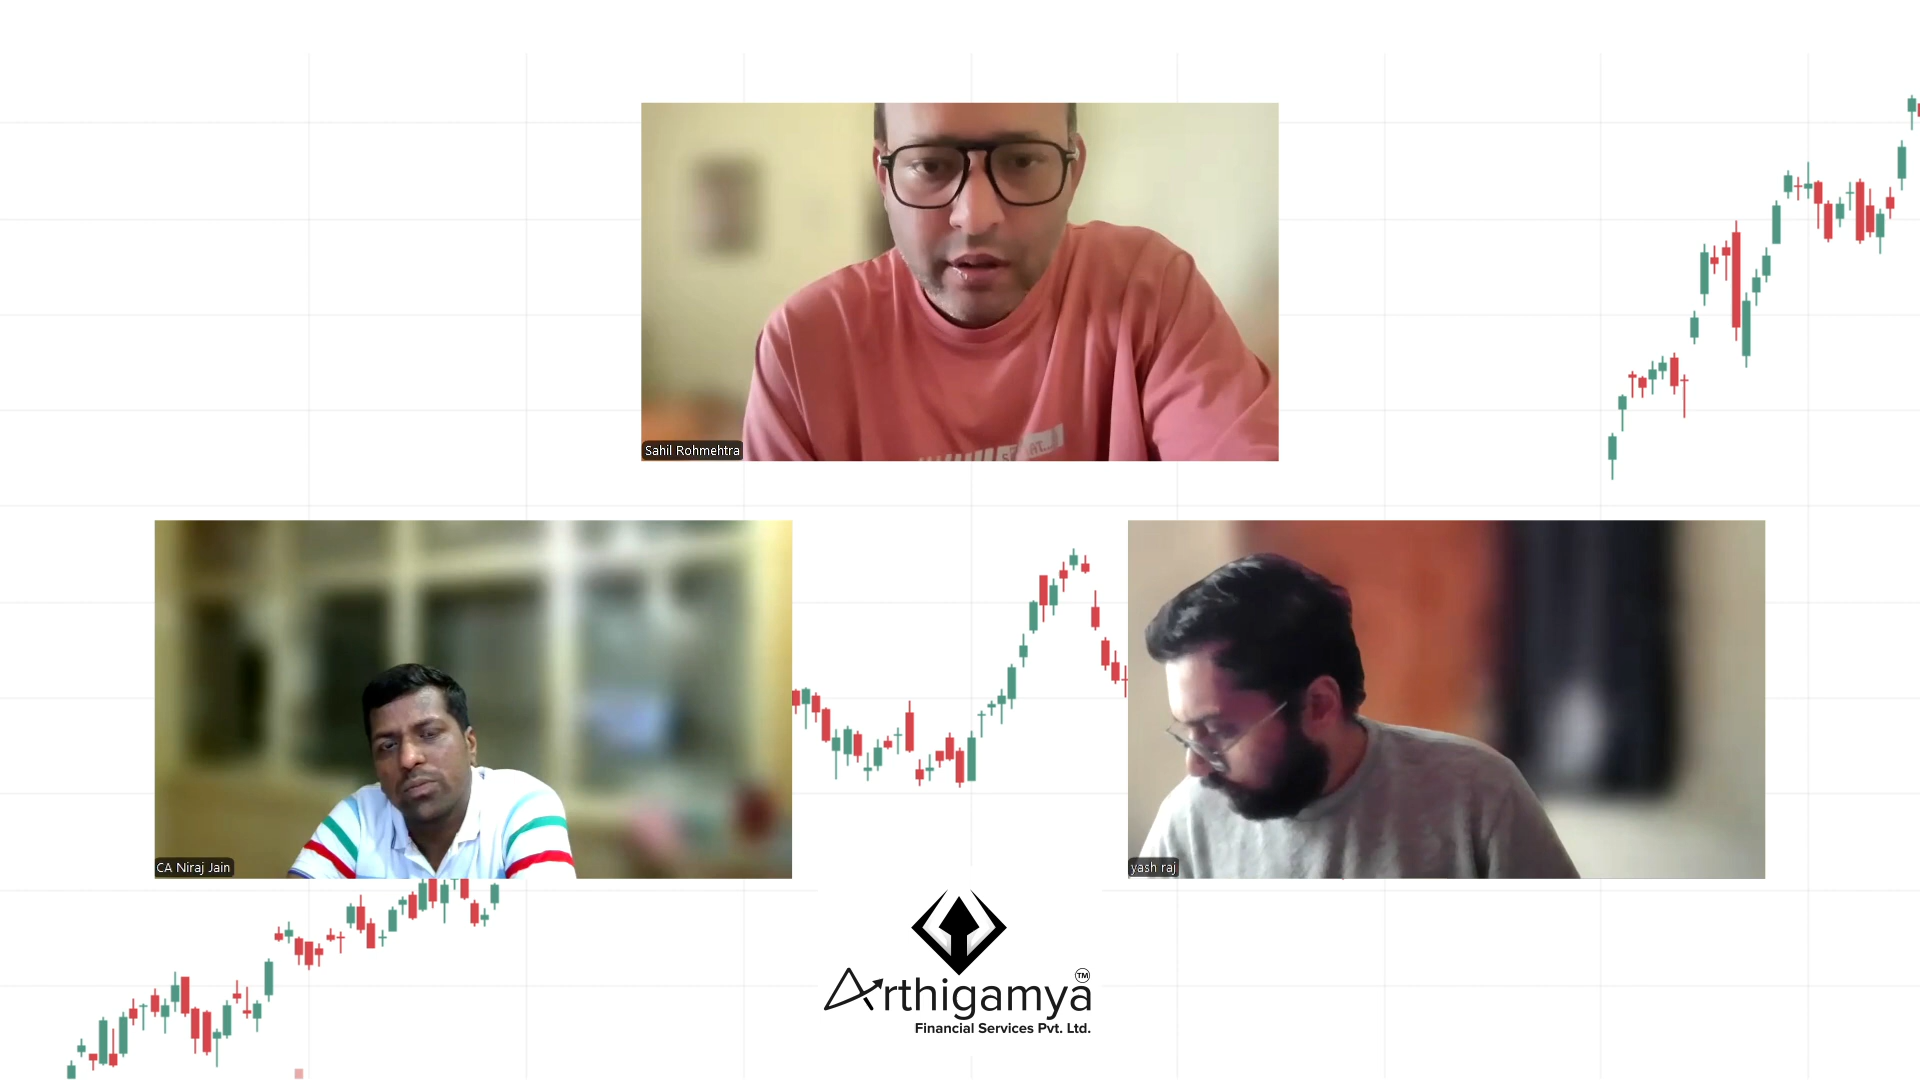 Sahil Rohmehtra
CA Niraj Jain
yash raj
Arthigamya
TM
Financial Services Pvt. Ltd.